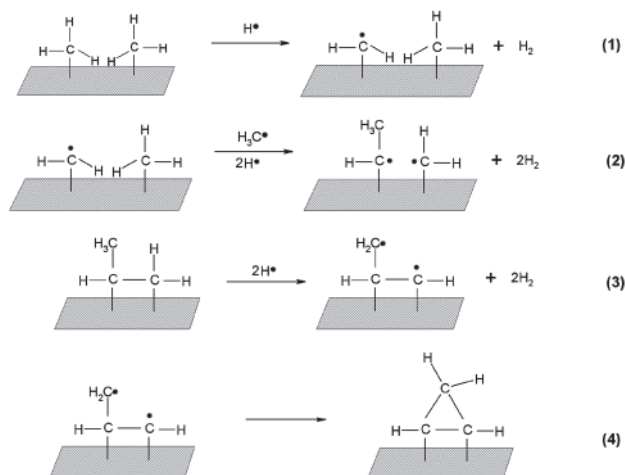 H H H• H
H C H H C H H C• H H C H + H₂ (1)
H H₃C• H₃C H
H C• H H C H 2H• H C• •C H + 2H₂ (2)
H₃C H H₂C•
H C C H 2H• H C C• H + 2H₂ (3)
H H
C
H₂C•
H C C• H H C C H (4)